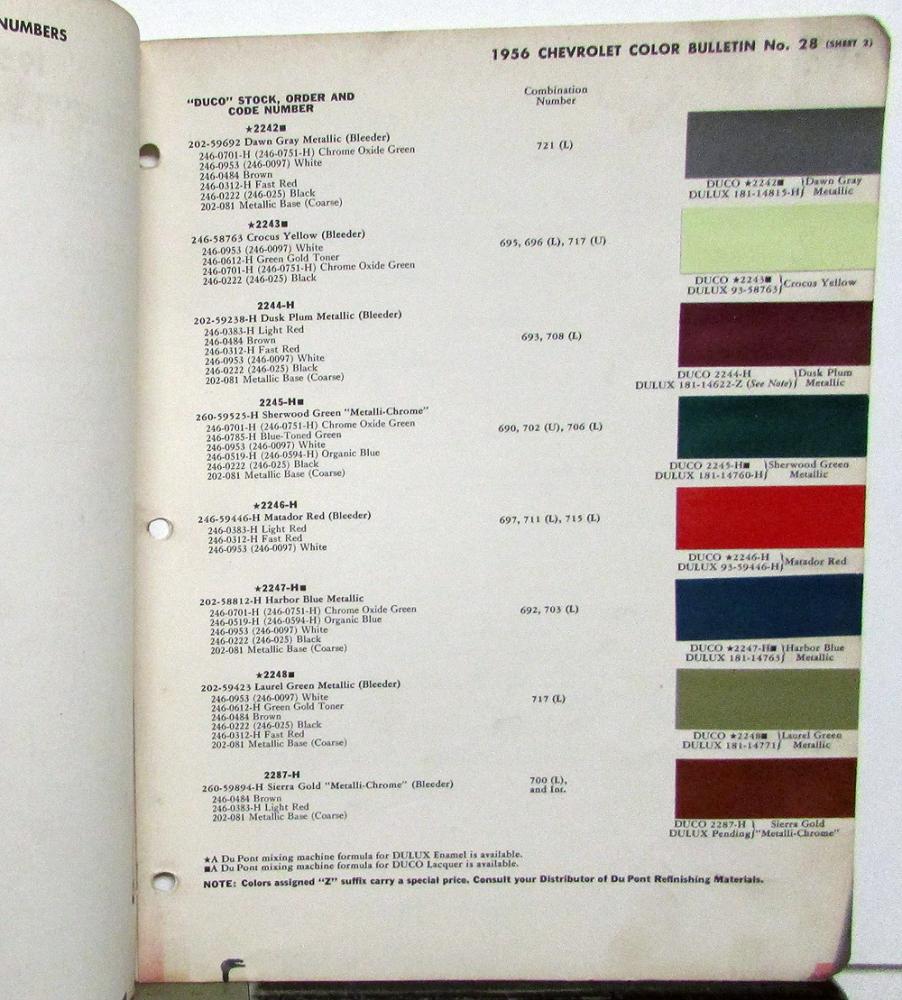 NUMBERS
1956 CHEVROLET COLOR BULLETIN No. 28 (SHEET 2)
"DUCO" STOCK, ORDER AND
CODE NUMBER
Combination
Number
★2242■
202-59692 Dawn Gray Metallic (Bleeder)
246-0701-H (246-0751-H) Chrome Oxide Green
246-0953 (246-0097) White
246-0484 Brown
246-0312-H Fast Red
246-0222 (246-025) Black
202-081 Metallic Base (Coarse)
721 (L)
DUCO ★2242■ } Dawn Gray
DULUX 181-14815-H } Metallic
★2243■
246-58763 Crocus Yellow (Bleeder)
246-0953 (246-0097) White
246-0612-H Green Gold Toner
246-0701-H (246-0751-H) Chrome Oxide Green
246-0222 (246-025) Black
695, 696 (L), 717 (U)
DUCO ★2243■ } Crocus Yellow
DULUX 93-58763
2244-H
202-59238-H Dusk Plum Metallic (Bleeder)
246-0383-H Light Red
246-0484 Brown
246-0312-H Fast Red
246-0953 (246-0097) White
246-0222 (246-025) Black
202-081 Metallic Base (Coarse)
693, 708 (L)
DUCO 2244-H } Dusk Plum
DULUX 181-14622-Z (See Note) } Metallic
2245-H■
260-59525-H Sherwood Green "Metalli-Chrome"
246-0701-H (246-0751-H) Chrome Oxide Green
246-0785-H Blue-Toned Green
246-0953 (246-0097) White
246-0519-H (246-0594-H) Organic Blue
246-0222 (246-025) Black
202-081 Metallic Base (Coarse)
690, 702 (U), 706 (L)
DUCO 2245-H■ } Sherwood Green
DULUX 181-14760-H } Metallic
★2246-H
246-59446-H Matador Red (Bleeder)
246-0383-H Light Red
246-0312-H Fast Red
246-0953 (246-0097) White
697, 711 (L), 715 (L)
DUCO ★2246-H } Matador Red
DULUX 93-59446-H
★2247-H■
202-58812-H Harbor Blue Metallic
246-0701-H (246-0751-H) Chrome Oxide Green
246-0519-H (246-0594-H) Organic Blue
246-0953 (246-0097) White
246-0222 (246-025) Black
202-081 Metallic Base (Coarse)
692, 703 (L)
DUCO ★2247-H■ } Harbor Blue
DULUX 181-14763 } Metallic
★2248■
202-59423 Laurel Green Metallic (Bleeder)
246-0953 (246-0097) White
246-0612-H Green Gold Toner
246-0484 Brown
246-0222 (246-025) Black
246-0312-H Fast Red
202-081 Metallic Base (Coarse)
717 (L)
DUCO ★2248■ } Laurel Green
DULUX 181-14771 } Metallic
2287-H
260-59894-H Sierra Gold "Metalli-Chrome" (Bleeder)
246-0484 Brown
246-0383-H Light Red
202-081 Metallic Base (Coarse)
700 (L),
and Int.
DUCO 2287-H } Sierra Gold
DULUX Pending } "Metalli-Chrome"
★A Du Pont mixing machine formula for DULUX Enamel is available.
■A Du Pont mixing machine formula for DUCO Lacquer is available.
NOTE: Colors assigned "Z" suffix carry a special price. Consult your Distributor of Du Pont Refinishing Materials.